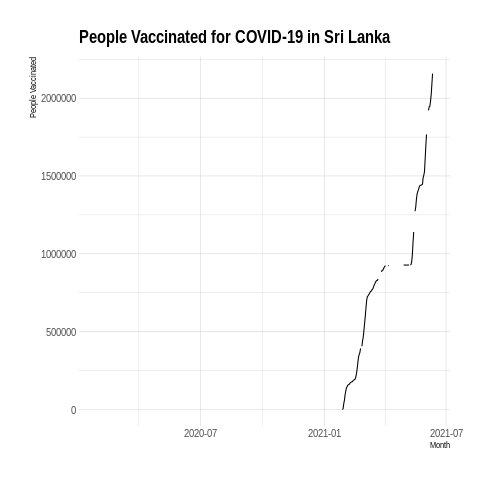 People Vaccinated for COVID-19 in Sri Lanka
People Vaccinated
2000000
1500000
1000000
500000
0
2020-07
2021-01
2021-07
Month